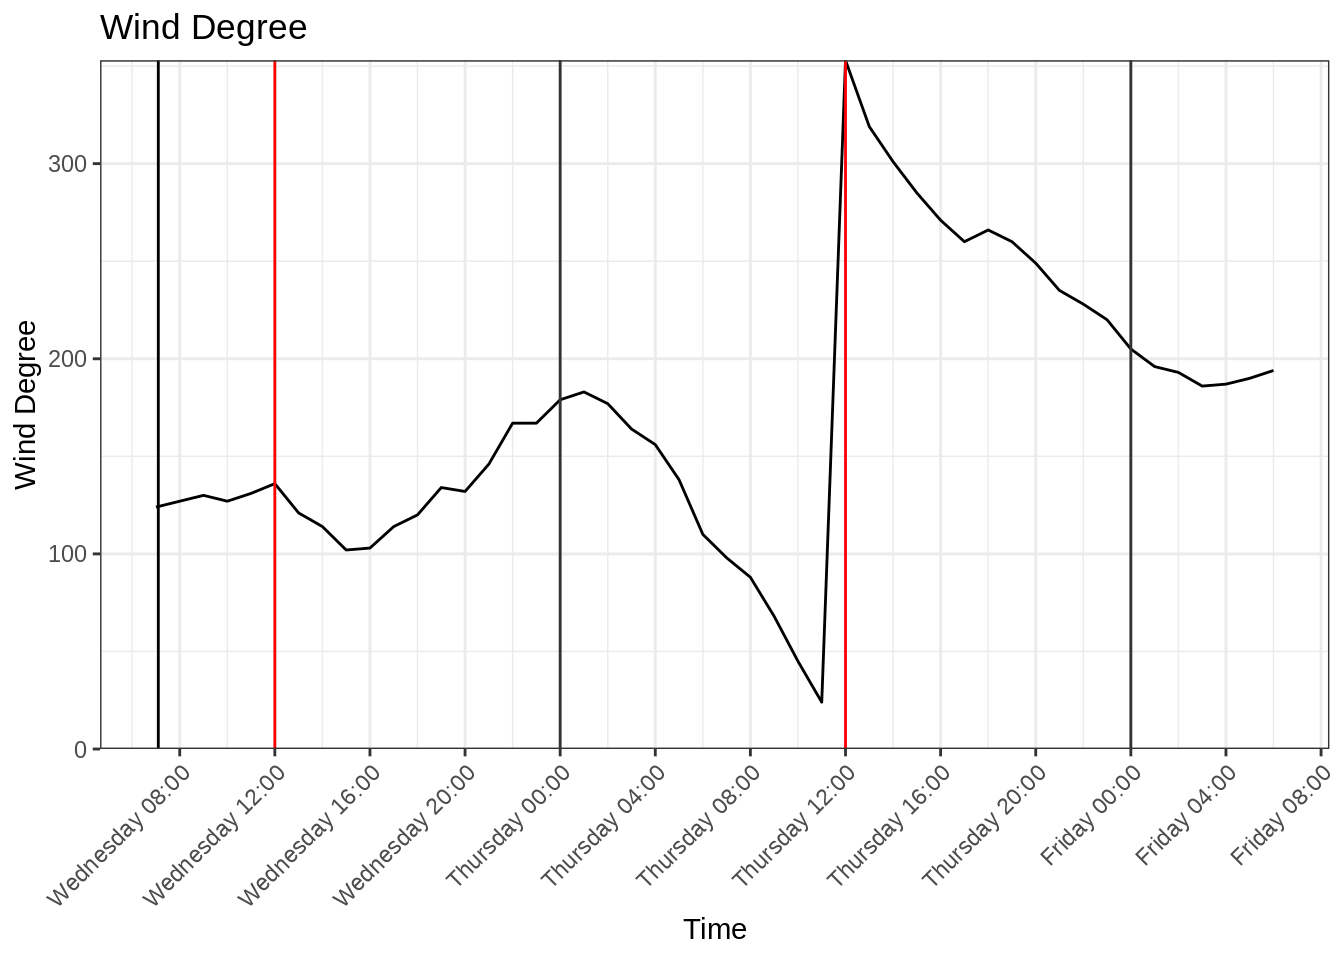 Wind Degree
Wind Degree
300
200
100
0
Wednesday 08:00
Wednesday 12:00
Wednesday 16:00
Wednesday 20:00
Thursday 00:00
Thursday 04:00
Thursday 08:00
Thursday 12:00
Thursday 16:00
Thursday 20:00
Friday 00:00
Friday 04:00
Friday 08:00
Time